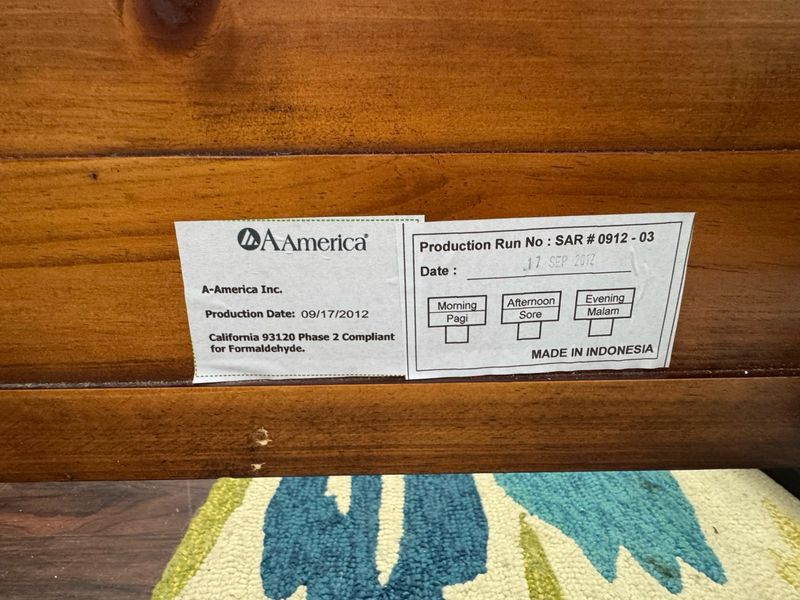 A-America®
A-America Inc.
Production Date: 09/17/2012
California 93120 Phase 2 Compliant
for Formaldehyde.
Production Run No : SAR # 0912 - 03
Date : 17 SEP 2012
Morning Afternoon Evening
Pagi Sore Malam
MADE IN INDONESIA